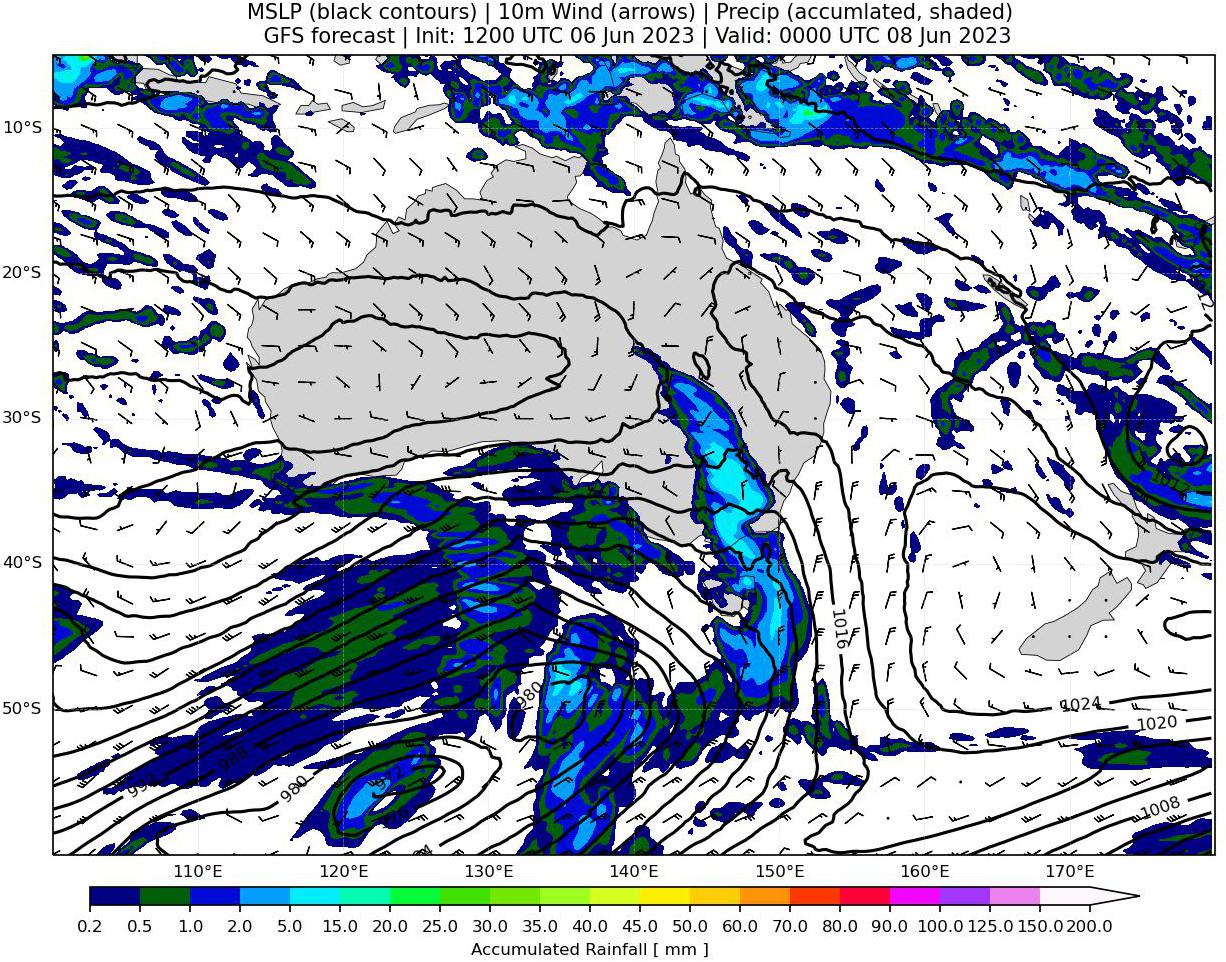 MSLP (black contours) | 10m Wind (arrows) | Precip (accumlated, shaded)
GFS forecast | Init: 1200 UTC 06 Jun 2023 | Valid: 0000 UTC 08 Jun 2023
10°S
20°S
30°S
1012
40°S
1016
980
50°S
1024
1020
988
992
972
980
1008
110°E 120°E 130°E 140°E 150°E 160°E 170°E
0.2 0.5 1.0 2.0 5.0 10.0 15.0 20.0 25.0 30.0 35.0 40.0 45.0 50.0 60.0 70.0 80.0 90.0 100.0 125.0 150.0 200.0
Accumulated Rainfall [ mm ]